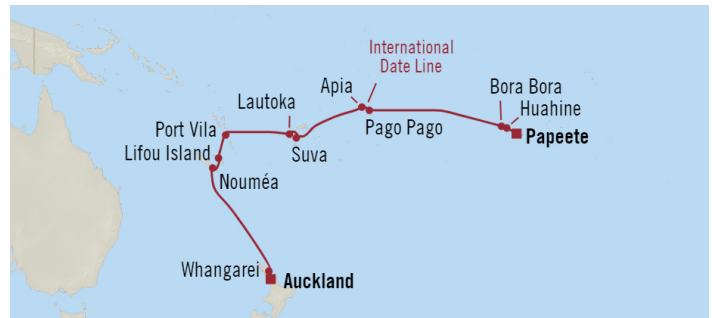 International
Date Line
Apia
Bora Bora
Huahine
Lautoka
Port Vila
Pago Pago
Papeete
Lifou Island
Suva
Nouméa
Whangarei
Auckland